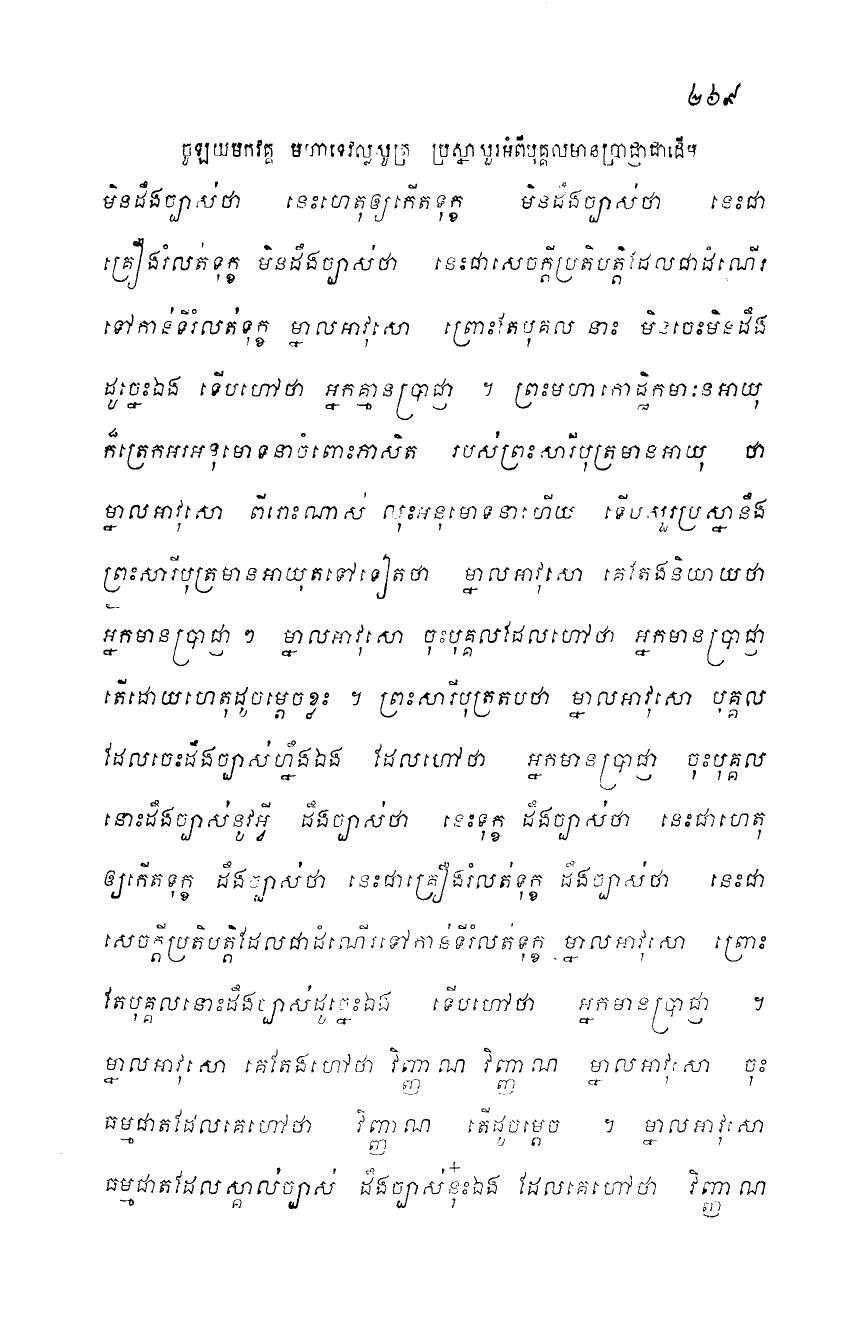 ២៦៩
ចូឡយមកវគ្គ មហាវេទល្លសូត្រ ប្រស្នាសួរអំពីបុគ្គលមានប្រាជ្ញាជាដើម
មិនដឹងច្បាស់ថា នេះហេតុឲ្យកើតទុក្ខ មិនដឹងច្បាស់ថា នេះជា
គ្រឿងរំលត់ទុក្ខ មិនដឹងច្បាស់ថា នេះជាសេចក្តីប្រតិបត្តិដែលជាដំណើរ
ទៅកាន់ទីរំលត់ទុក្ខ ម្នាលអាវុសោ ព្រោះតែបុគល នោះ មិនចេះមិនដឹង
ដូច្នេះឯង ទើបហៅថា អ្នកគ្មានប្រាជ្ញា ។ ព្រះមហាកោដ្ឋិកមានអាយុ
ក៏ត្រេកអរអនុមោទនាចំពោះភាសិត របស់ព្រះសារីបុត្រមានអាយុ ថា
ម្នាលអាវុសោ ពីរោះណាស់ លុះអនុមោទនាហើយ ទើបសួរប្រស្នានឹង
ព្រះសារីបុត្រមានអាយុតទៅទៀតថា ម្នាលអាវុសោ គេតែងនិយាយថា
អ្នកមានប្រាជ្ញា ៗ ម្នាលអាវុសោ ចុះបុគ្គលដែលហៅថា អ្នកមានប្រាជ្ញា
តើដោយហេតុដូចម្តេចខ្លះ ។ ព្រះសារីបុត្រតបថា ម្នាលអាវុសោ បុគ្គល
ដែលចេះដឹងច្បាស់ហ្នឹងឯង ដែលហៅថា អ្នកមានប្រាជ្ញា ចុះបុគ្គល
នោះដឹងច្បាស់នូវអ្វី ដឹងច្បាស់ថា នេះទុក្ខ ដឹងច្បាស់ថា នេះជាហេតុ
ឲ្យកើតទុក្ខ ដឹងច្បាស់ថា នេះជាគ្រឿងរំលត់ទុក្ខ ដឹងច្បាស់ថា នេះជា
សេចក្តីប្រតិបត្តិដែលជាដំណើរទៅកាន់ទីរំលត់ទុក្ខ ម្នាលអាវុសោ ព្រោះ
តែបុគ្គលនោះដឹងច្បាស់ដូច្នេះឯង ទើបហៅថា អ្នកមានប្រាជ្ញា ។
ម្នាលអាវុសោ គេតែងហៅថា វិញ្ញាណ វិញ្ញាណ ម្នាលអាវុសោ ចុះ
ធម្មជាតដែលគេហៅថា វិញ្ញាណ តើដូចម្តេច ។ ម្នាលអាវុសោ
ធម្មជាតដែលស្គាល់ច្បាស់ ដឹងច្បាស់នុ៎ះឯង ដែលគេហៅថា វិញ្ញាណ